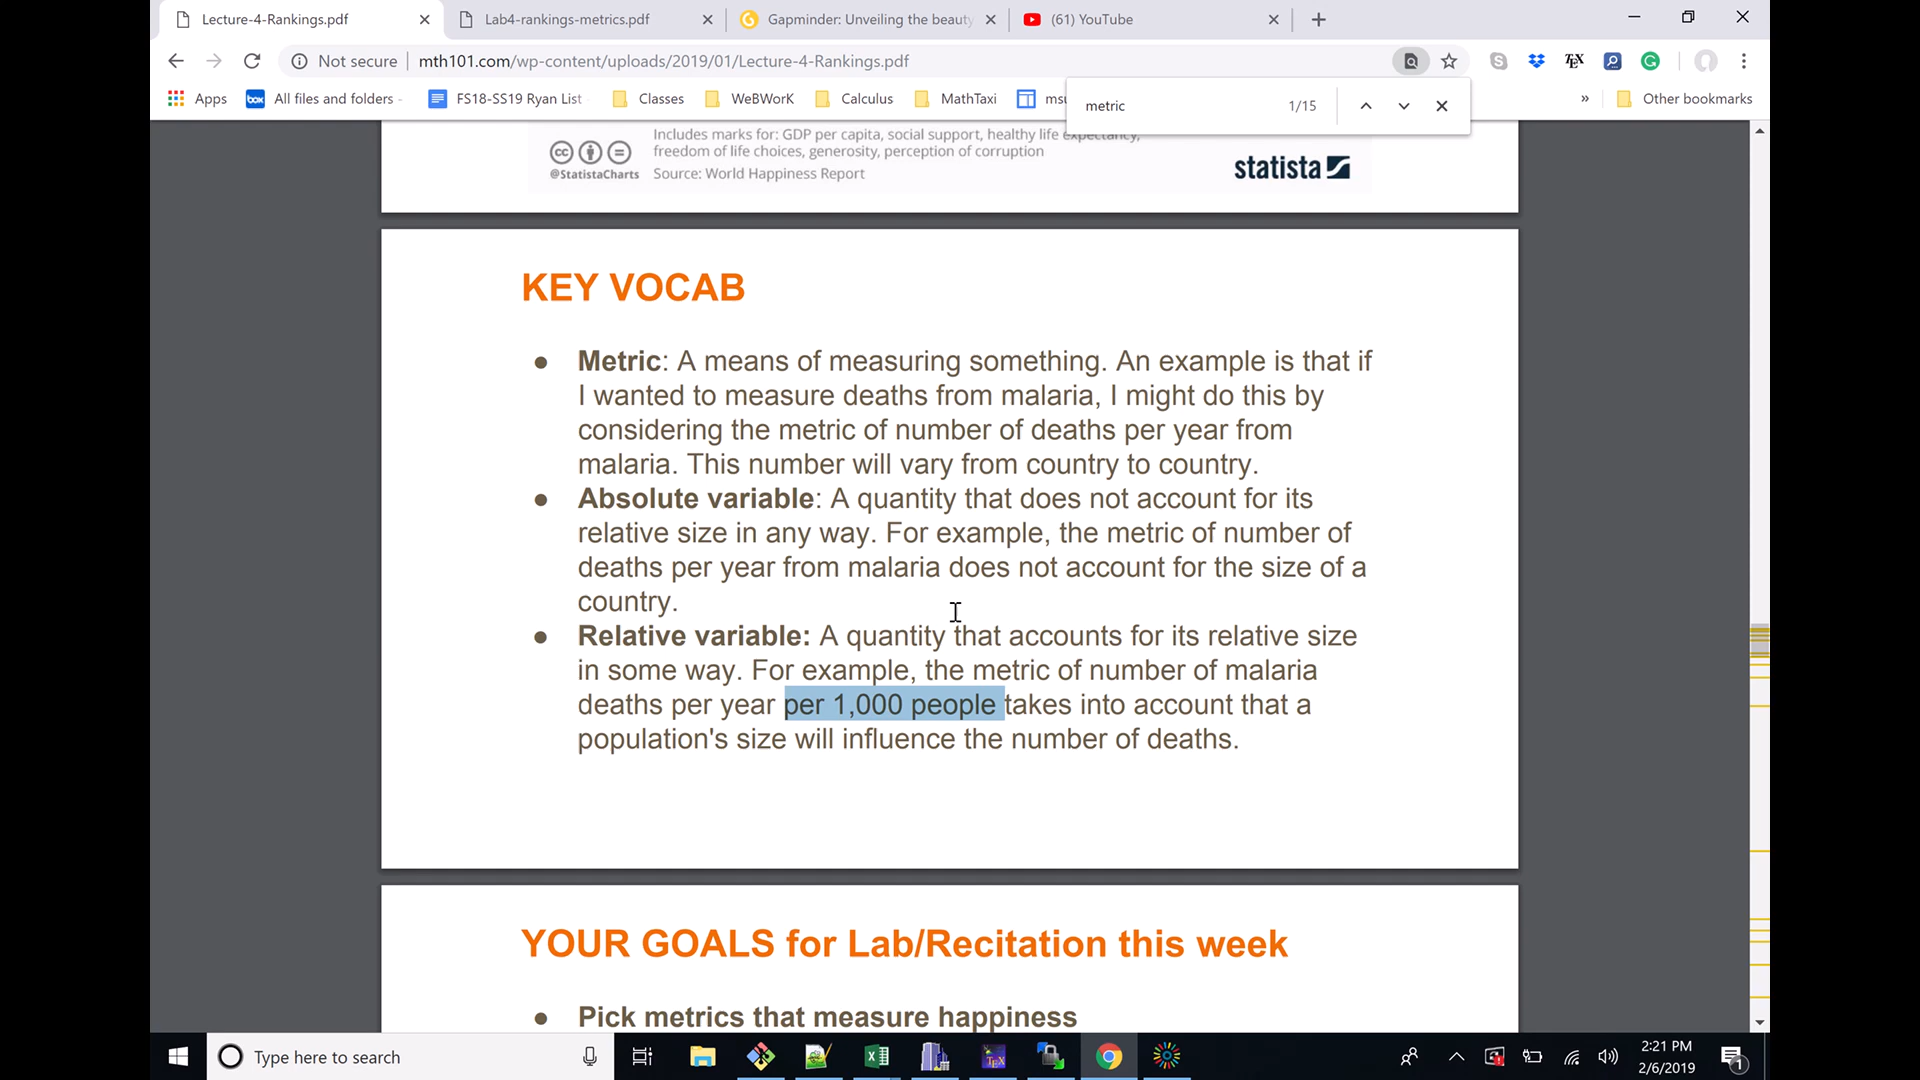 Lecture-4-Rankings.pdf
Lab4-rankings-metrics.pdf
Gapminder: Unveiling the beauty
(61) YouTube
Not secure
mth101.com/wp-content/uploads/2019/01/Lecture-4-Rankings.pdf
Apps
box
All files and folders -
FS18-SS19 Ryan List
Classes
WeBWorK
Calculus
MathTaxi
msu
metric
1/15
»
Other bookmarks
Includes marks for: GDP per capita, social support, healthy life expectancy,
freedom of life choices, generosity, perception of corruption
@StatistaCharts
Source: World Happiness Report
statista
KEY VOCAB
● Metric: A means of measuring something. An example is that if
I wanted to measure deaths from malaria, I might do this by
considering the metric of number of deaths per year from
malaria. This number will vary from country to country.
● Absolute variable: A quantity that does not account for its
relative size in any way. For example, the metric of number of
deaths per year from malaria does not account for the size of a
country.
● Relative variable: A quantity that accounts for its relative size
in some way. For example, the metric of number of malaria
deaths per year per 1,000 people takes into account that a
population's size will influence the number of deaths.
YOUR GOALS for Lab/Recitation this week
● Pick metrics that measure happiness
Type here to search
2:21 PM
2/6/2019
1